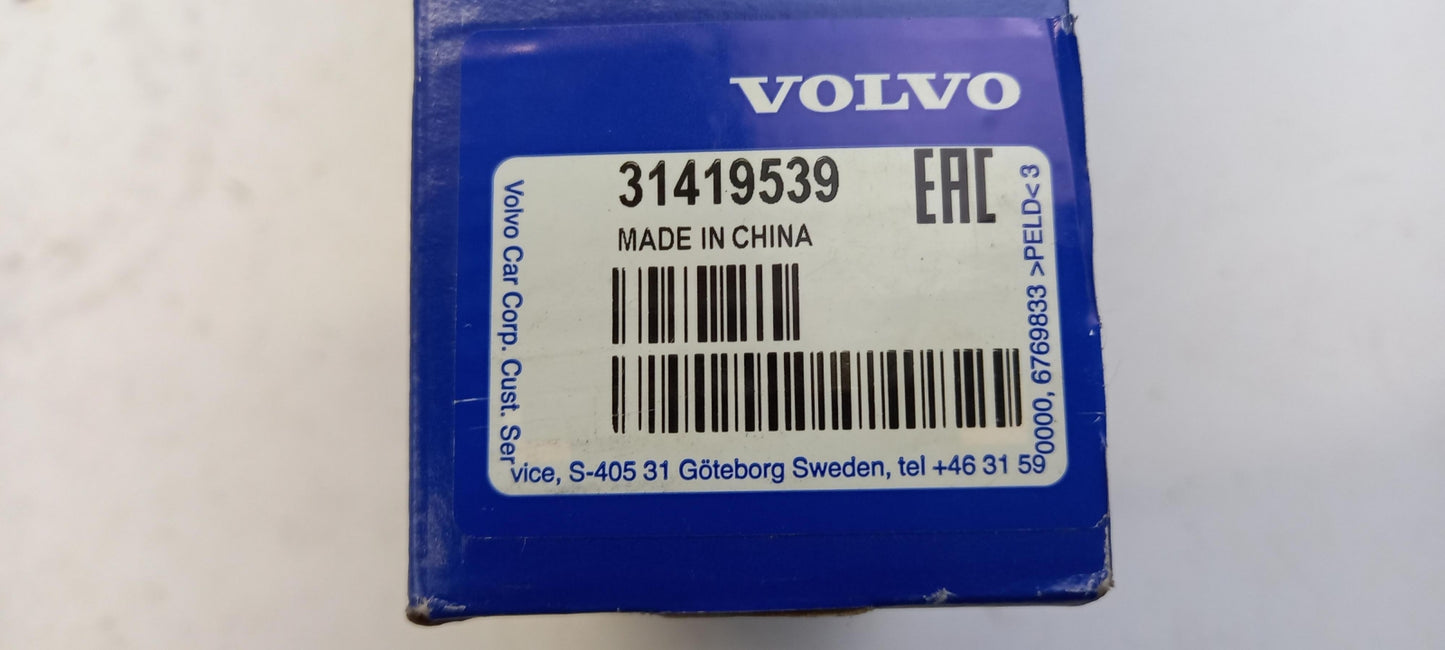 VOLVO
31419539
EAC
MADE IN CHINA
Volvo Car Corp. Cust. Service, S-405 31 Göteborg Sweden, tel +46 31 590000, 6769833 >PELD< 3